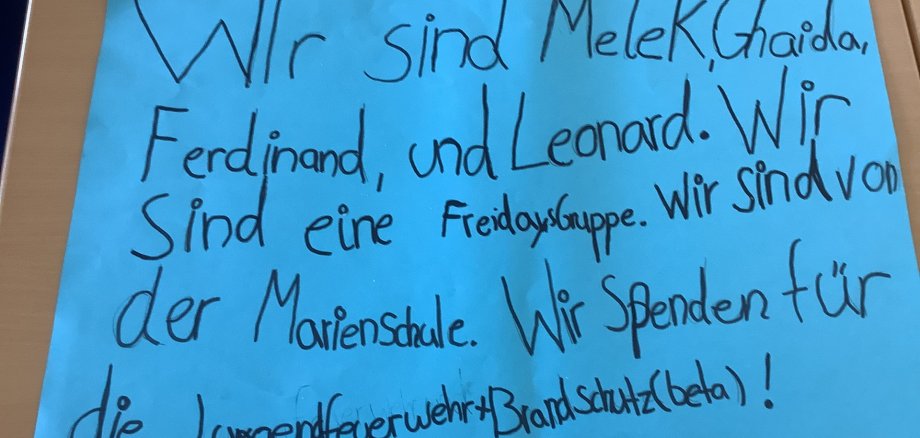 Wir sind Melek, Ghaida,
Ferdinand, und Leonard. Wir
Sind eine FreidaysGruppe. Wir sind von
der Marienschule. Wir Spenden für
die Jugendfeuerwehr+Brandschutz(beta)!